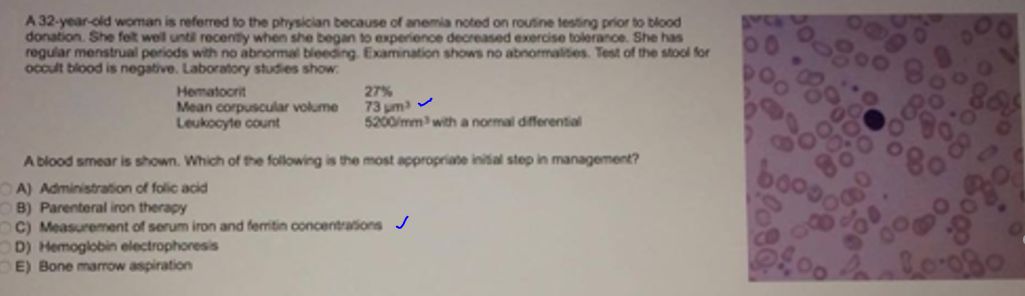 A 32-year-old woman is referred to the physician because of anemia noted on routine testing prior to blood
donation. She felt well until recently when she began to experience decreased exercise tolerance. She has
regular menstrual periods with no abnormal bleeding. Examination shows no abnormalities. Test of the stool for
occult blood is negative. Laboratory studies show:
Hematocrit 27%
Mean corpuscular volume 73 µm³
Leukocyte count 5200/mm³ with a normal differential
A blood smear is shown. Which of the following is the most appropriate initial step in management?
A) Administration of folic acid
B) Parenteral iron therapy
C) Measurement of serum iron and ferritin concentrations
D) Hemoglobin electrophoresis
E) Bone marrow aspiration